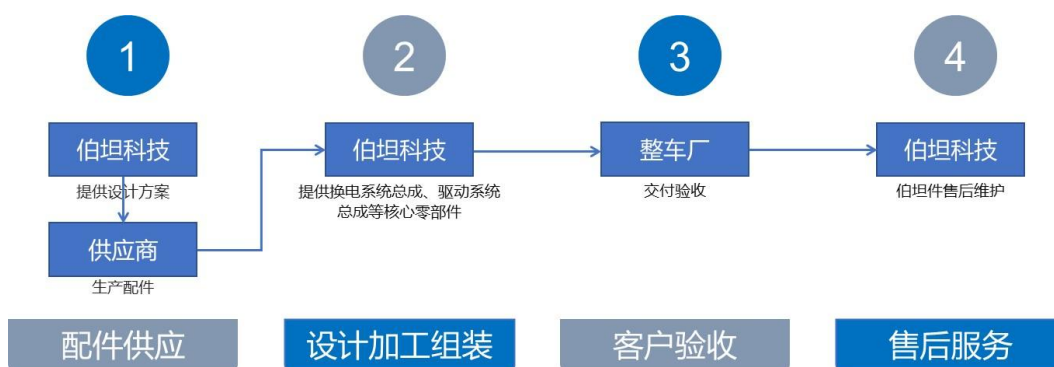 1
2
3
4
伯坦科技
提供设计方案
供应商
生产配件
伯坦科技
提供换电系统总成、驱动系统
总成等核心零部件
整车厂
交付验收
伯坦科技
伯坦件售后维护
配件供应
设计加工组装
客户验收
售后服务